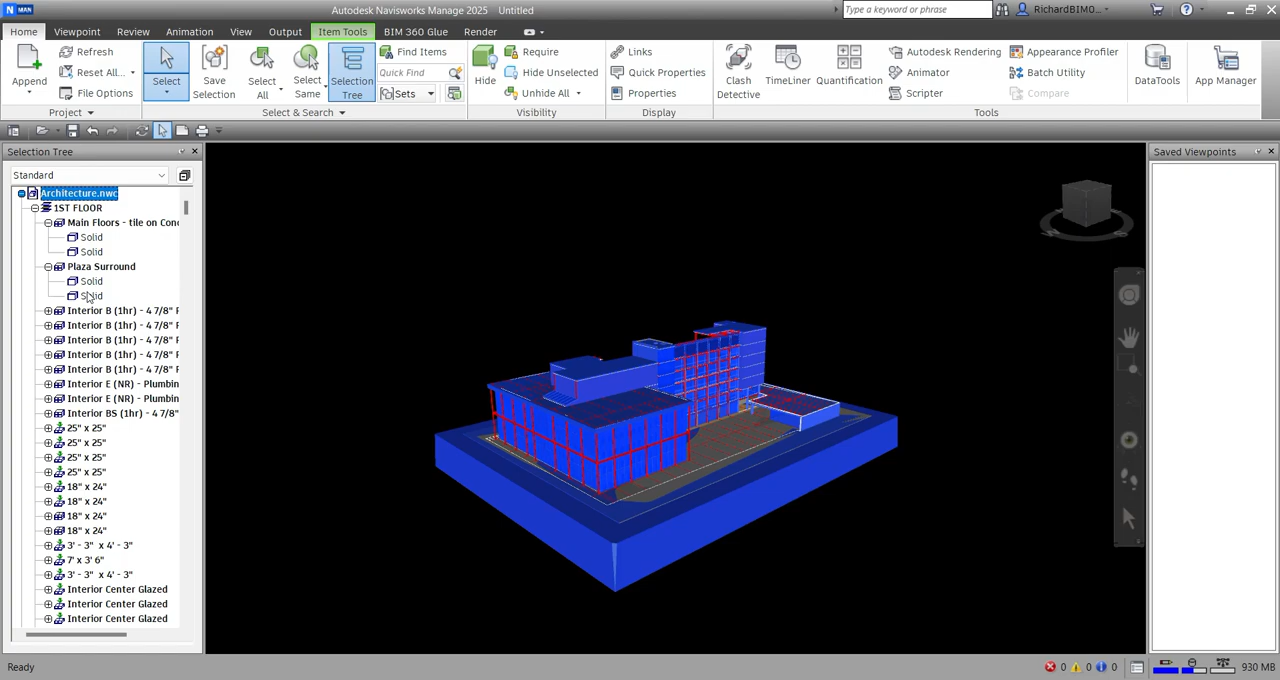 N MAN
Autodesk Navisworks Manage 2025 Untitled
Type a keyword or phrase
RichardBIMO...
Home Viewpoint Review Animation View Output Item Tools BIM 360 Glue Render
Append
Refresh
Reset All...
File Options
Project
Select
Save Selection
Select All
Select Same
Selection Tree
Find Items
Quick Find
Sets
Select & Search
Hide
Require
Hide Unselected
Unhide All
Visibility
Links
Quick Properties
Properties
Display
Clash Detective
TimeLiner
Quantification
Autodesk Rendering
Animator
Scripter
Appearance Profiler
Batch Utility
Compare
Tools
DataTools
App Manager
Selection Tree
Standard
Architecture.nwc
1ST FLOOR
Main Floors - tile on Conc
Solid
Solid
Plaza Surround
Solid
Solid
Interior B (1hr) - 4 7/8" P
Interior B (1hr) - 4 7/8" P
Interior B (1hr) - 4 7/8" P
Interior B (1hr) - 4 7/8" P
Interior B (1hr) - 4 7/8" P
Interior E (NR) - Plumbin
Interior E (NR) - Plumbin
Interior BS (1hr) - 4 7/8"
25" x 25"
25" x 25"
25" x 25"
25" x 25"
18" x 24"
18" x 24"
18" x 24"
18" x 24"
3' - 3" x 4' - 3"
7' x 3' 6"
3' - 3" x 4' - 3"
Interior Center Glazed
Interior Center Glazed
Interior Center Glazed
Saved Viewpoints
Ready
0 0 0
930 MB